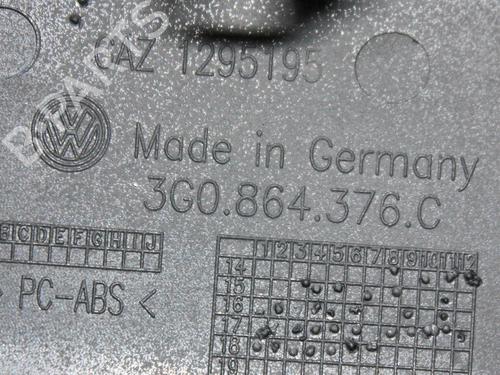 GAZ 1295195
Made in Germany
3G0.864.376.C
E C D E F G H I J
1 2 3 4 5 6 7 8 9 10 11 12
14
15
16
17
18
19
> PC-ABS <
B-PARTS